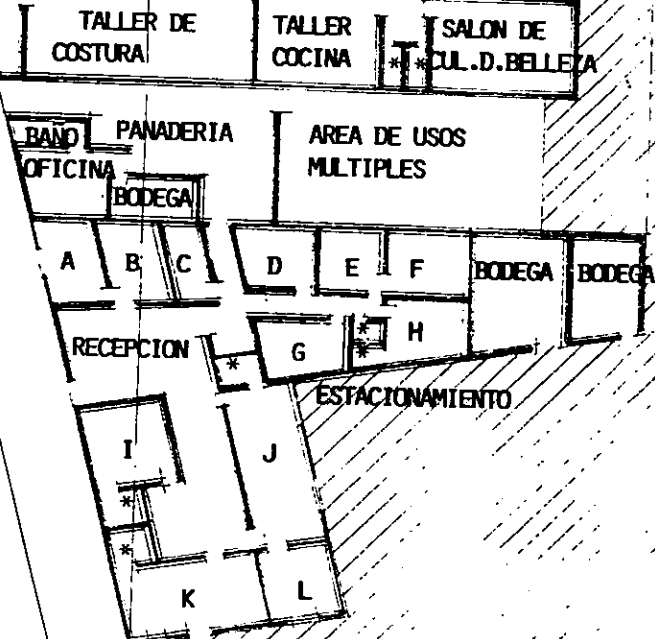 TALLER DE
COSTURA
TALLER
COCINA
* *
SALON DE
CUL.D.BELLEZA
BAÑO
OFICINA
PANADERIA
BODEGA
AREA DE USOS
MULTIPLES
A
B
C
D
E
F
BODEGA
BODEGA
RECEPCION
*
G
*
*
H
ESTACIONAMIENTO
I
*
*
J
K
L